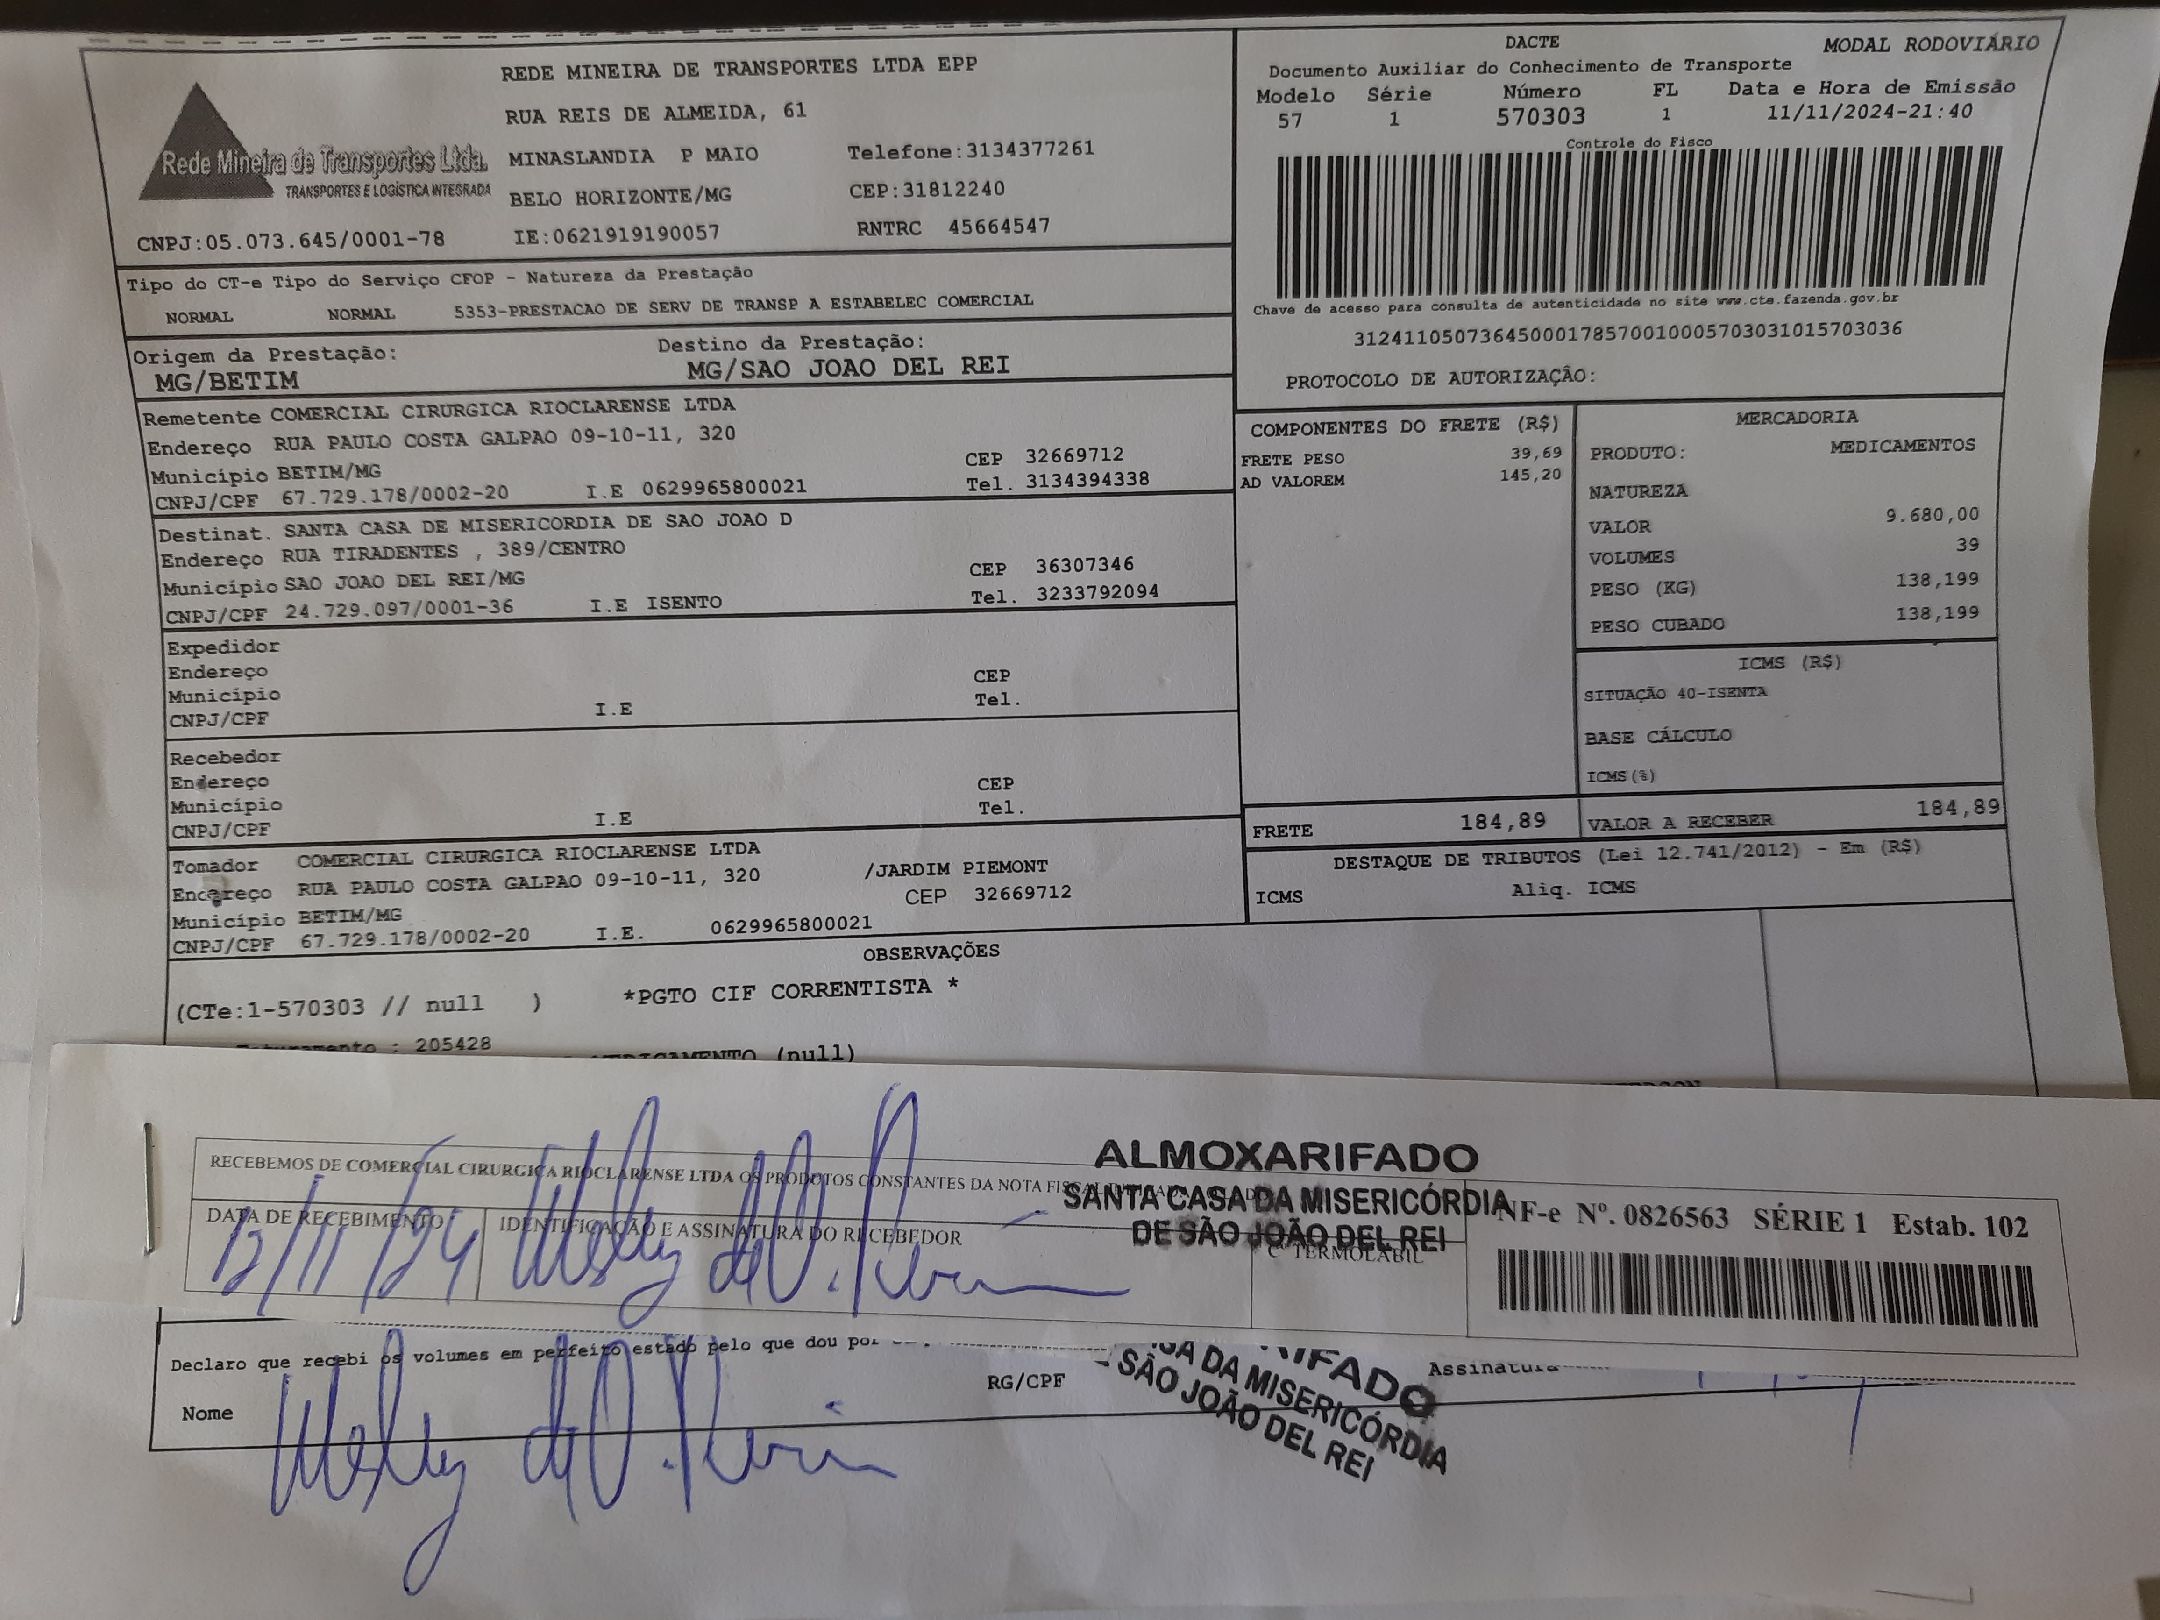 REDE MINEIRA DE TRANSPORTES LTDA EPP
RUA REIS DE ALMEIDA, 61
Rede Mineira de Transportes Ltda.
TRANSPORTES E LOGÍSTICA INTEGRADA
MINASLANDIA P MAIO Telefone:3134377261
BELO HORIZONTE/MG CEP:31812240
CNPJ:05.073.645/0001-78 IE:0621919190057 RNTRC 45664547
DACTE MODAL RODOVIÁRIO
Documento Auxiliar do Conhecimento de Transporte
Modelo Série Número FL Data e Hora de Emissão
57 1 570303 1 11/11/2024-21:40
Controle do Fisco
Chave de acesso para consulta de autenticidade no site www.cte.fazenda.gov.br
31241105073645000178570010005703031015703036
PROTOCOLO DE AUTORIZAÇÂO:
Tipo do CT-e Tipo do Serviço CFOP - Natureza da Prestação
NORMAL NORMAL 5353-PRESTACAO DE SERV DE TRANSP A ESTABELEC COMERCIAL
Origem da Prestação: Destino da Prestação:
MG/BETIM MG/SAO JOAO DEL REI
Remetente COMERCIAL CIRURGICA RIOCLARENSE LTDA
Endereço RUA PAULO COSTA GALPAO 09-10-11, 320
Município BETIM/MG CEP 32669712
CNPJ/CPF 67.729.178/0002-20 I.E 0629965800021 Tel. 3134394338
Destinat. SANTA CASA DE MISERICORDIA DE SAO JOAO D
Endereço RUA TIRADENTES , 389/CENTRO
Município SAO JOAO DEL REI/MG CEP 36307346
CNPJ/CPF 24.729.097/0001-36 I.E ISENTO Tel. 3233792094
Expedidor
Endereço CEP
Município Tel.
CNPJ/CPF I.E
Recebedor
Endereço CEP
Município Tel.
CNPJ/CPF I.E
Tomador COMERCIAL CIRURGICA RIOCLARENSE LTDA
Endereço RUA PAULO COSTA GALPAO 09-10-11, 320 /JARDIM PIEMONT
Município BETIM/MG CEP 32669712
CNPJ/CPF 67.729.178/0002-20 I.E. 0629965800021
COMPONENTES DO FRETE (R$)
FRETE PESO 39,69
AD VALOREM 145,20
MERCADORIA
PRODUTO: MEDICAMENTOS
NATUREZA
VALOR 9.680,00
VOLUMES 39
PESO (KG) 138,199
PESO CUBADO 138,199
ICMS (R$)
SITUAÇÃO 40-ISENTA
BASE CÁLCULO
ICMS(%)
FRETE 184,89 VALOR A RECEBER 184,89
DESTAQUE DE TRIBUTOS (Lei 12.741/2012) - Em (R$)
ICMS Aliq. ICMS
OBSERVAÇÕES
(CTe:1-570303 // null ) *PGTO CIF CORRENTISTA *
: 205428
(null)
RECEBEMOS DE COMERCIAL CIRURGICA RIOCLARENSE LTDA OS PRODUTOS CONSTANTES DA NOTA
DATA DE RECEBIMENTO IDENTIFICAÇÃO E ASSINATURA DO RECEBEDOR
12/11/24
ALMOXARIFADO
SANTA CASA DA MISERICÓRDIA
DE SÃO JOÃO DEL REI
TERMOLÁBIL
NF-e Nº. 0826563 SÉRIE 1 Estab. 102
Declaro que recebi os volumes em perfeito estado pelo que dou por
Nome RG/CPF Assinatura
DA MISERICÓRDIA
SÃO JOÃO DEL REI